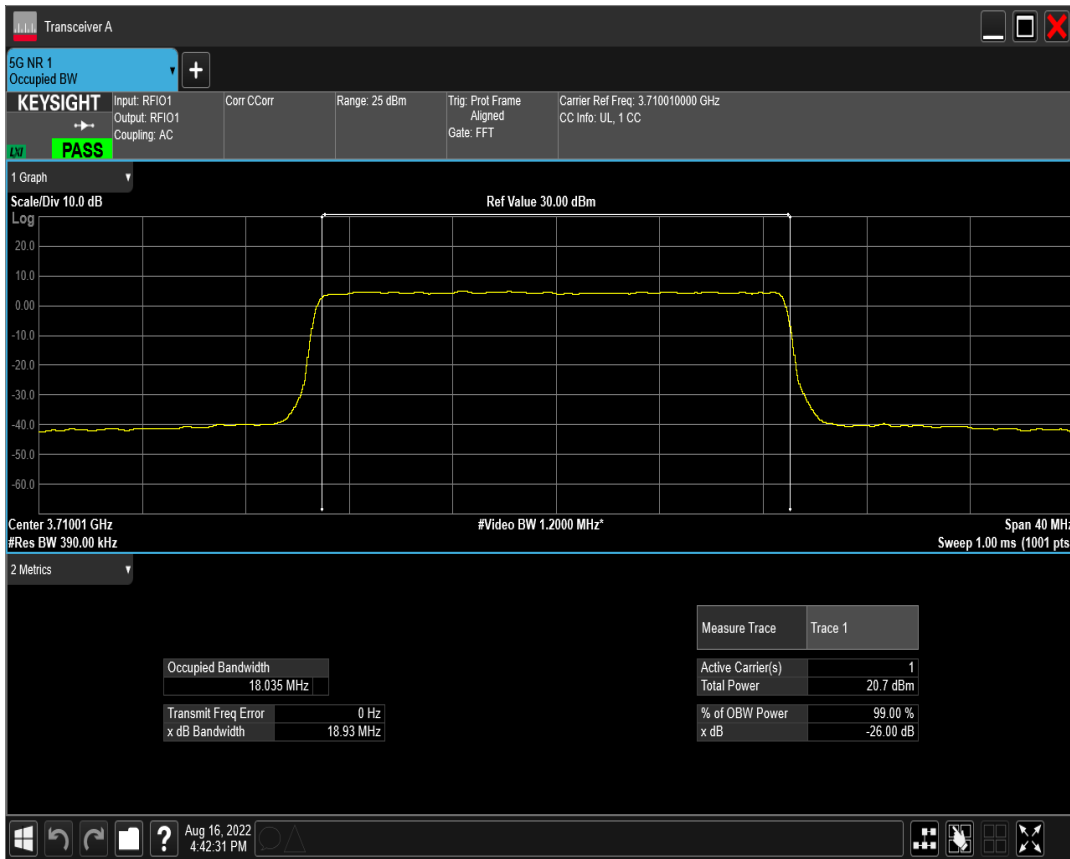 Transceiver A
5G NR 1
Occupied BW
+
KEYSIGHT
LXI
PASS
Input: RFIO1
Output: RFIO1
Coupling: AC
Corr CCorr
Range: 25 dBm
Trig: Prot Frame
Aligned
Gate: FFT
Carrier Ref Freq: 3.710010000 GHz
CC Info: UL, 1 CC
1 Graph
Scale/Div 10.0 dB
Ref Value 30.00 dBm
Log
20.0
10.0
0.00
-10.0
-20.0
-30.0
-40.0
-50.0
-60.0
Center 3.71001 GHz
#Video BW 1.2000 MHz*
Span 40 MHz
#Res BW 390.00 kHz
Sweep 1.00 ms (1001 pts
2 Metrics
Measure Trace Trace 1
Occupied Bandwidth
18.035 MHz
Active Carrier(s) 1
Total Power 20.7 dBm
Transmit Freq Error 0 Hz
x dB Bandwidth 18.93 MHz
% of OBW Power 99.00 %
x dB -26.00 dB
?
Aug 16, 2022
4:42:31 PM